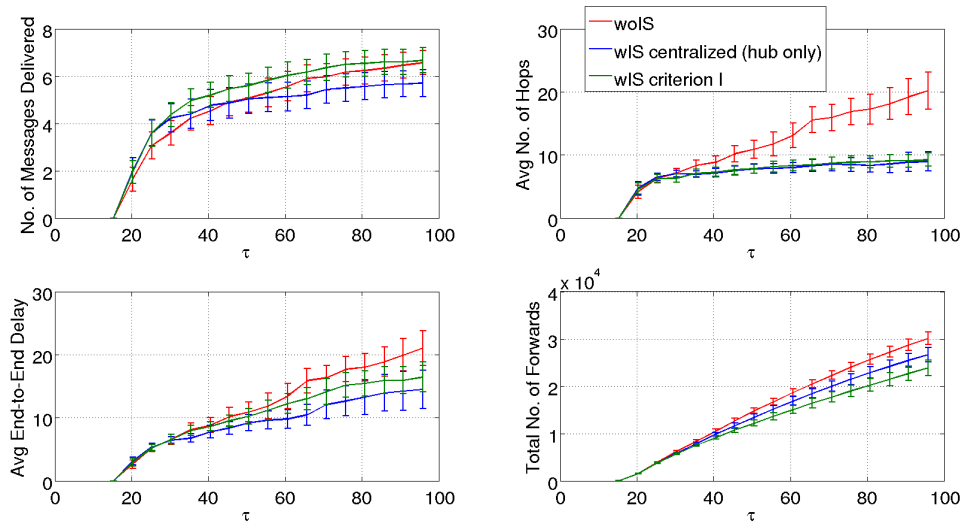 woIS
wIS centralized (hub only)
wIS criterion I
No. of Messages Delivered
8
6
4
2
0
0 20 40 60 80 100
τ
Avg No. of Hops
30
20
10
0
0 20 40 60 80 100
τ
Avg End-to-End Delay
30
20
10
0
0 20 40 60 80 100
τ
x 10^4
Total No. of Forwards
4
3
2
1
0
0 20 40 60 80 100
τ